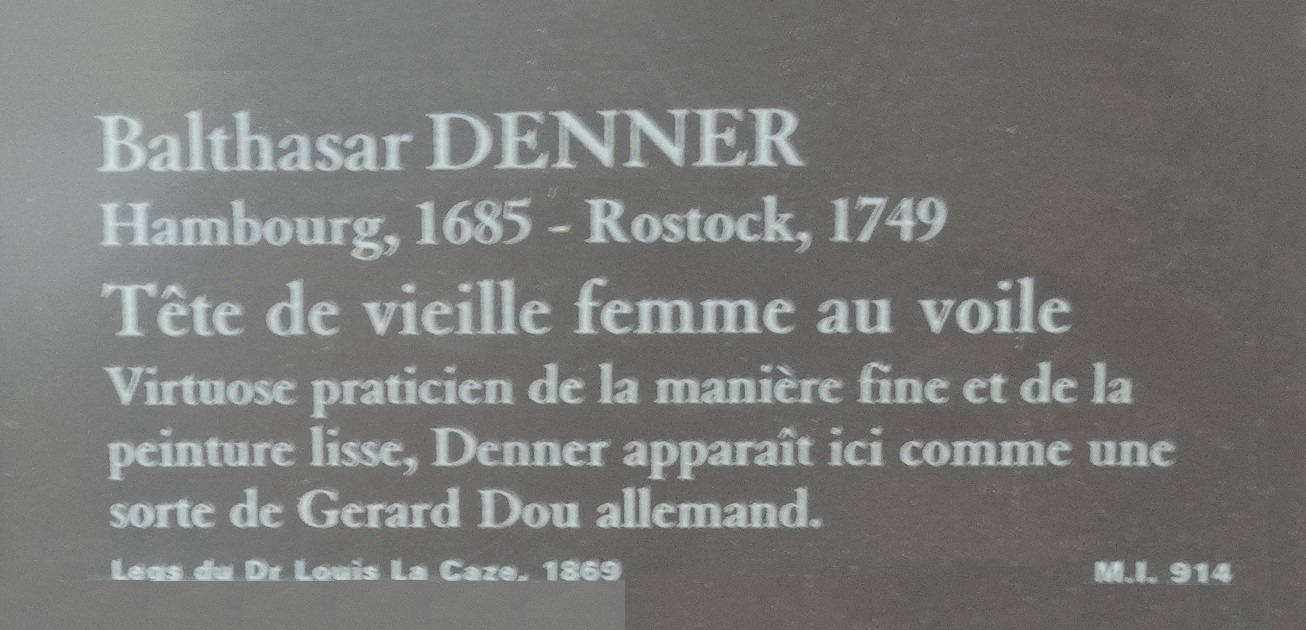 Balthasar DENNER
Hambourg, 1685 - Rostock, 1749
Tête de vieille femme au voile
Virtuose praticien de la manière fine et de la
peinture lisse, Denner apparaît ici comme une
sorte de Gerard Dou allemand.
Legs du Dr Louis La Caze, 1869
M.I. 914